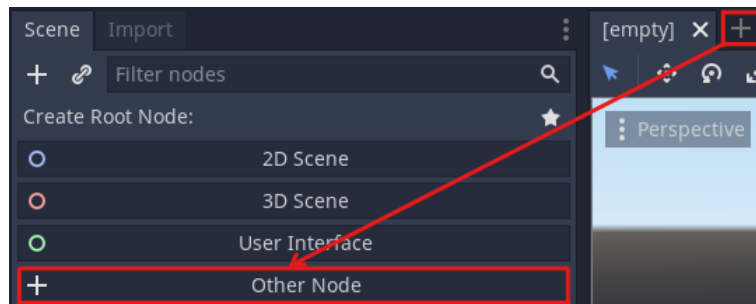 Scene Import
[empty]
Filter nodes
Create Root Node:
Perspective
2D Scene
3D Scene
User Interface
Other Node